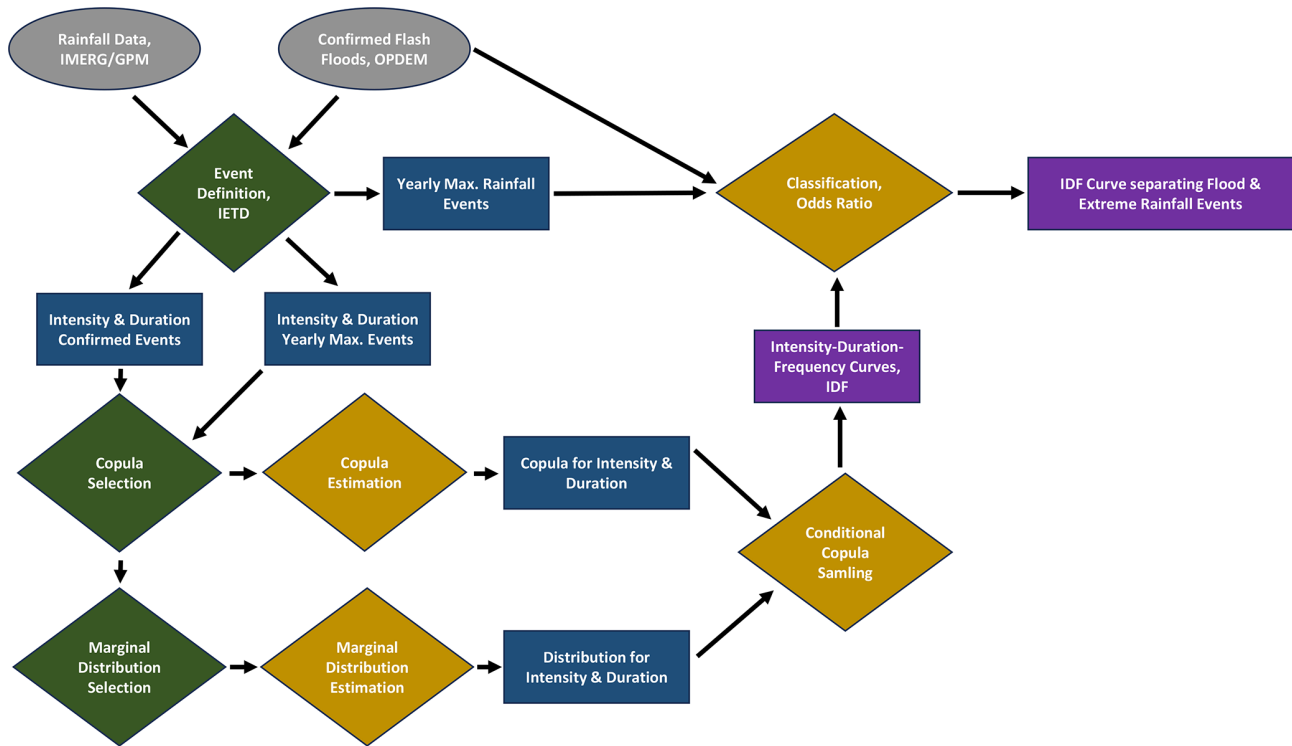 Rainfall Data,
IMERG/GPM
Confirmed Flash
Floods, OPDEM
Event
Definition,
IETD
Yearly Max. Rainfall
Events
Classification,
Odds Ratio
IDF Curve separating Flood &
Extreme Rainfall Events
Intensity & Duration
Confirmed Events
Intensity & Duration
Yearly Max. Events
Intensity-Duration-
Frequency Curves,
IDF
Copula
Selection
Copula
Estimation
Copula for Intensity &
Duration
Conditional
Copula
Samling
Marginal
Distribution
Selection
Marginal
Distribution
Estimation
Distribution for
Intensity & Duration